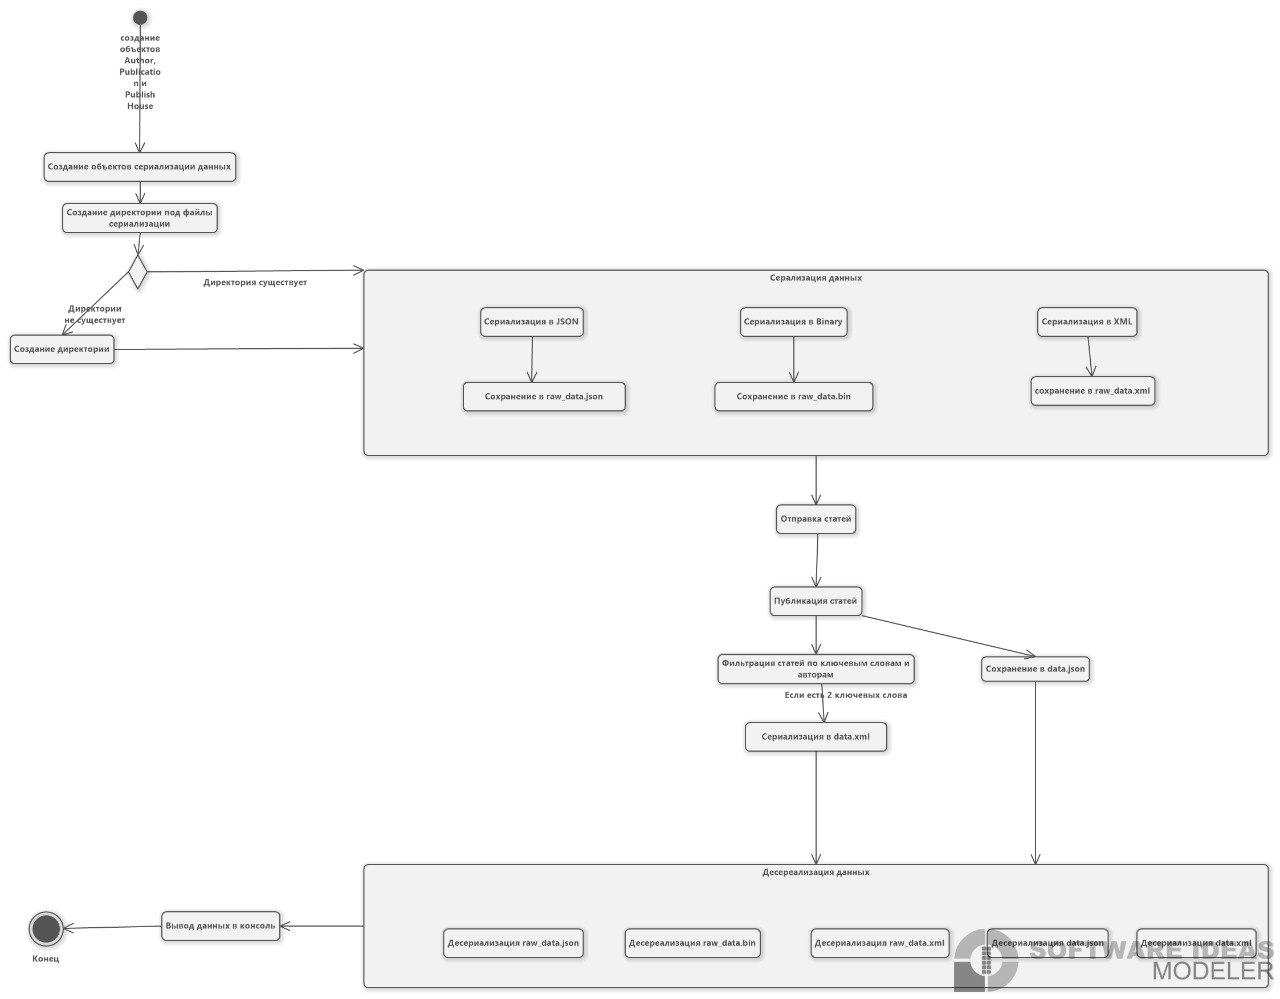 создание
объектов
Author,
Publicatio
n и
Publish
House
Создание объектов сериализации данных
Создание директории под файлы
сериализации
Директория существует
Директории
не существует
Создание директории
Серализация данных
Сериализация в JSON
Сериализация в Binary
Сериализация в XML
Сохранение в raw_data.json
Сохранение в raw_data.bin
сохранение в raw_data.xml
Отправка статей
Публикация статей
Фильтрация статей по ключевым словам и
авторам
Сохранение в data.json
Если есть 2 ключевых слова
Сериализация в data.xml
Десереализация данных
Десериализация raw_data.json
Десереализация raw_data.bin
Десериализация raw_data.xml
Десериализация data.json
Десериализация data.xml
Вывод данных в консоль
Конец
SOFTWARE IDEAS
MODELER